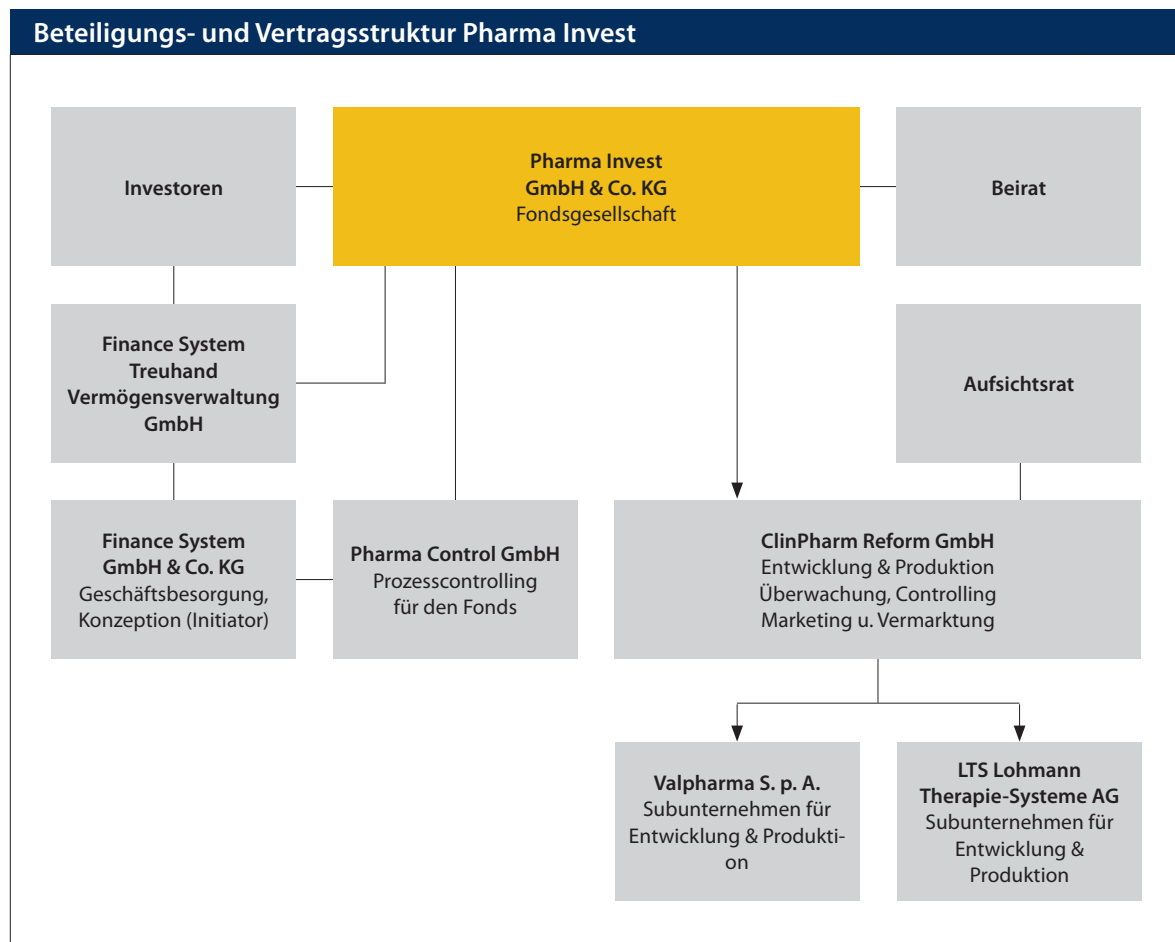 Beteiligungs- und Vertragsstruktur Pharma Invest
Investoren
Pharma Invest
GmbH & Co. KG
Fondsgesellschaft
Beirat
Finance System
Treuhand
Vermögensverwaltung
GmbH
Aufsichtsrat
Finance System
GmbH & Co. KG
Geschäftsbesorgung,
Konzeption (Initiator)
Pharma Control GmbH
Prozesscontrolling
für den Fonds
ClinPharm Reform GmbH
Entwicklung & Produktion
Überwachung, Controlling
Marketing u. Vermarktung
Valpharma S. p. A.
Subunternehmen für
Entwicklung & Produkti-
on
LTS Lohmann
Therapie-Systeme AG
Subunternehmen für
Entwicklung &
Produktion